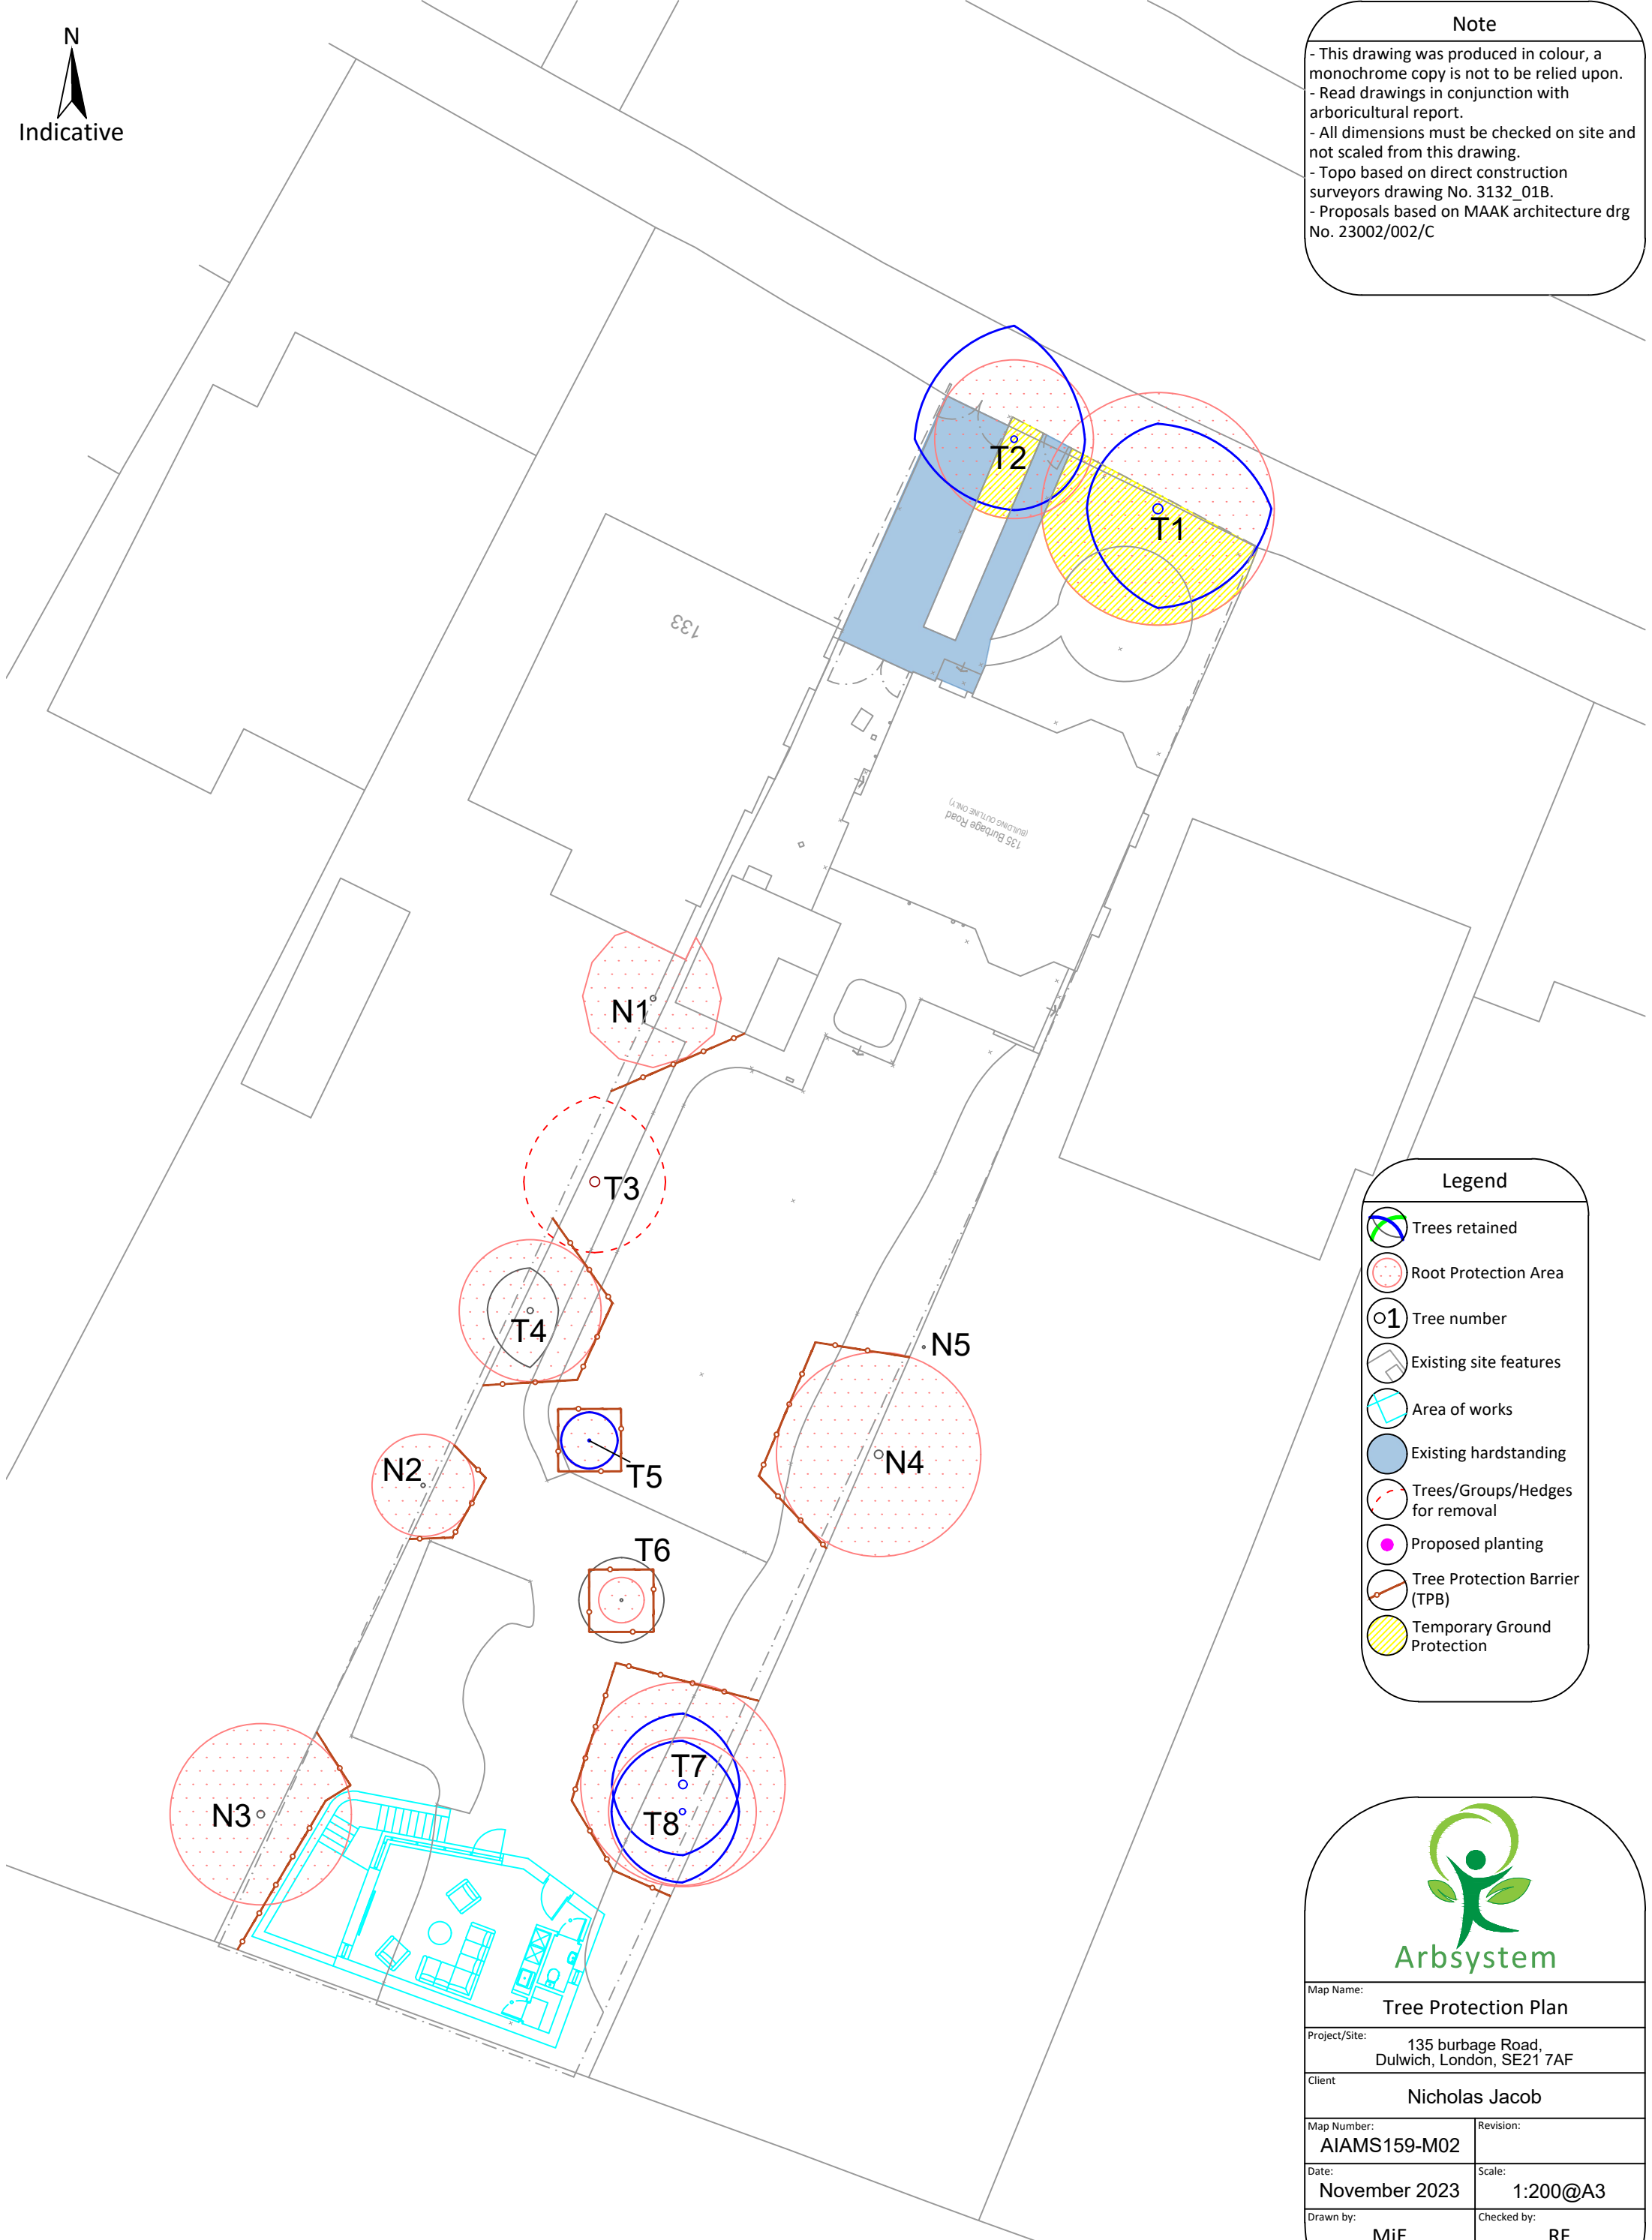 N
Indicative
Note
- This drawing was produced in colour, a
monochrome copy is not to be relied upon.
- Read drawings in conjunction with
arboricultural report.
- All dimensions must be checked on site and
not scaled from this drawing.
- Topo based on direct construction
surveyors drawing No. 3132_01B.
- Proposals based on MAAK architecture drg
No. 23002/002/C
T2
T1
133
135 Burbage Road
(BUILDING OUTLINE ONLY)
N1
T3
T4
N5
N4
T5
N2
T6
T7
T8
N3
Legend
Trees retained
Root Protection Area
1 Tree number
Existing site features
Area of works
Existing hardstanding
Trees/Groups/Hedges
for removal
Proposed planting
Tree Protection Barrier
(TPB)
Temporary Ground
Protection
Arbsystem
Map Name:
Tree Protection Plan
Project/Site:
135 burbage Road,
Dulwich, London, SE21 7AF
Client
Nicholas Jacob
Map Number:
AIAMS159-M02
Revision:
Date:
November 2023
Scale:
1:200@A3
Drawn by:
Checked by: